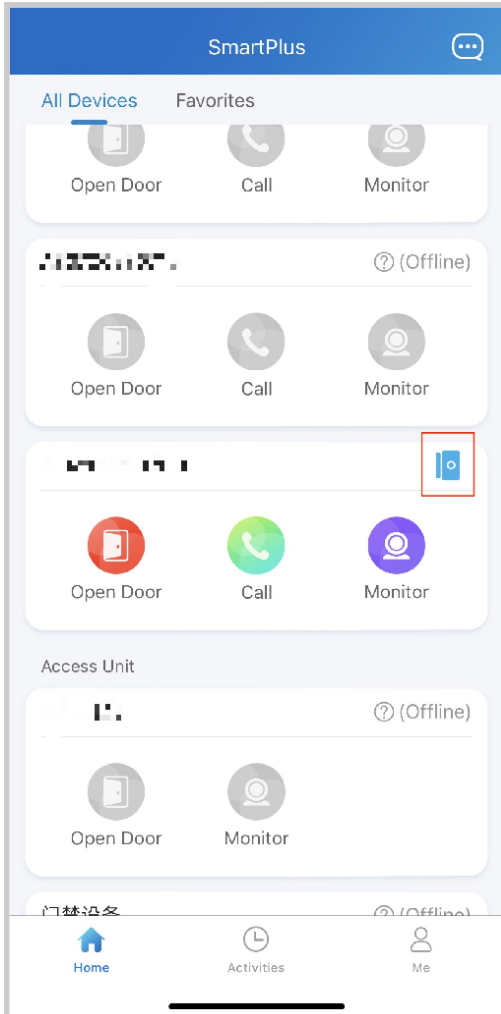 SmartPlus
All Devices Favorites
Open Door Call Monitor
(Offline)
Open Door Call Monitor
Open Door Call Monitor
Access Unit
(Offline)
Open Door Monitor
门禁设备 (Offline)
Home Activities Me